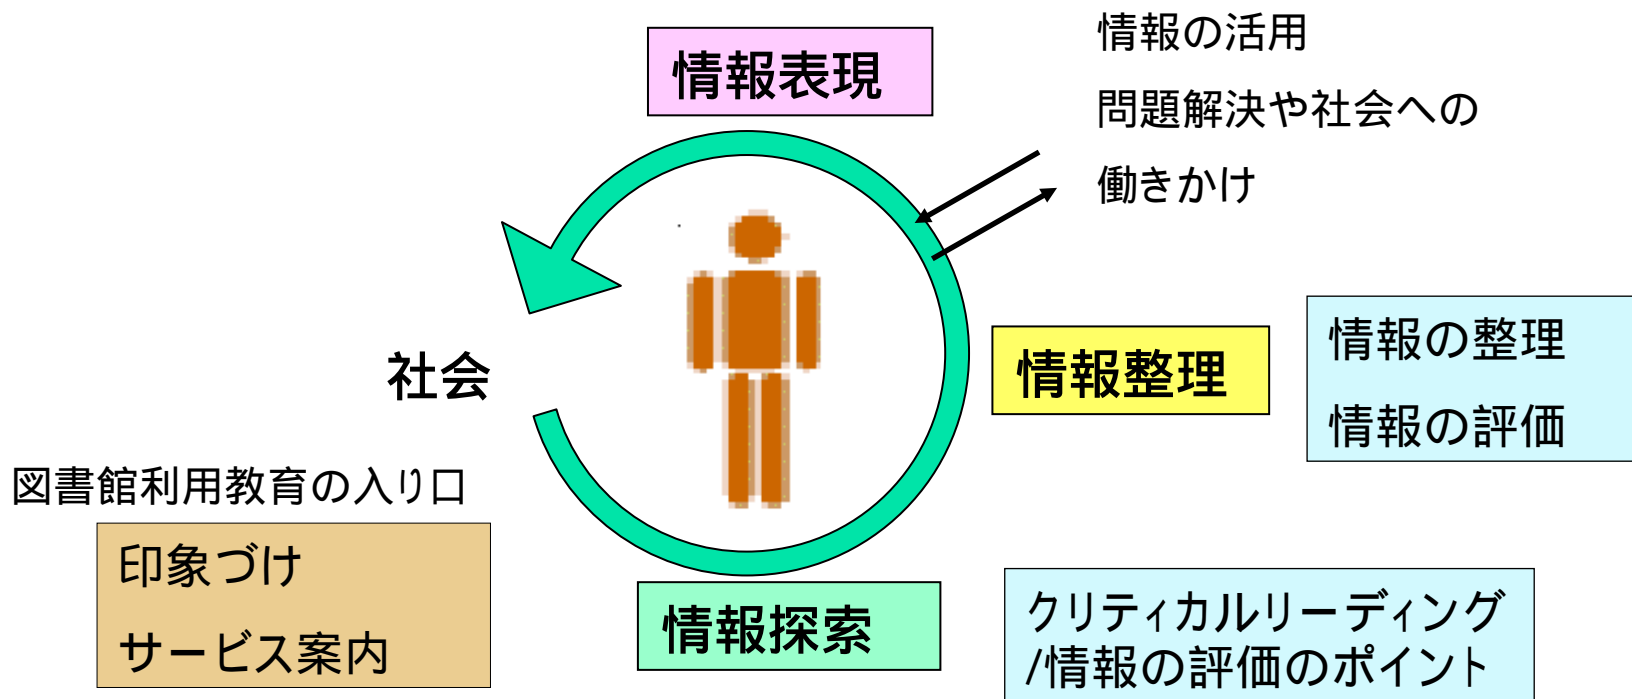 情報の活用
問題解決や社会への
働きかけ
情報表現
情報整理
情報の整理
情報の評価
社会
図書館利用教育の入り口
印象づけ
サービス案内
情報探索
クリティカルリーディング
/情報の評価のポイント